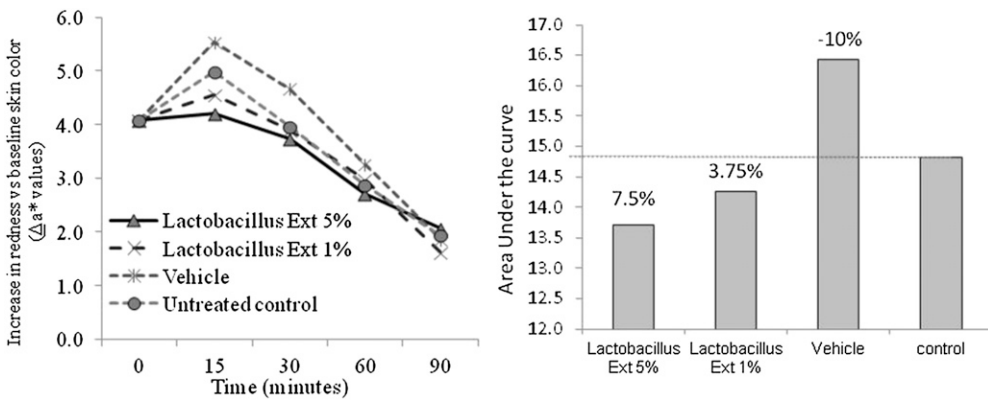 Increase in redness vs baseline skin color
(Δa* values)
6.0
5.0
4.0
3.0
2.0
1.0
0.0
Lactobacillus Ext 5%
Lactobacillus Ext 1%
Vehicle
Untreated control
0 15 30 60 90
Time (minutes)
Area Under the curve
17.0
16.5
16.0
15.5
15.0
14.5
14.0
13.5
13.0
12.5
12.0
7.5%
3.75%
-10%
Lactobacillus
Ext 5%
Lactobacillus
Ext 1%
Vehicle
control